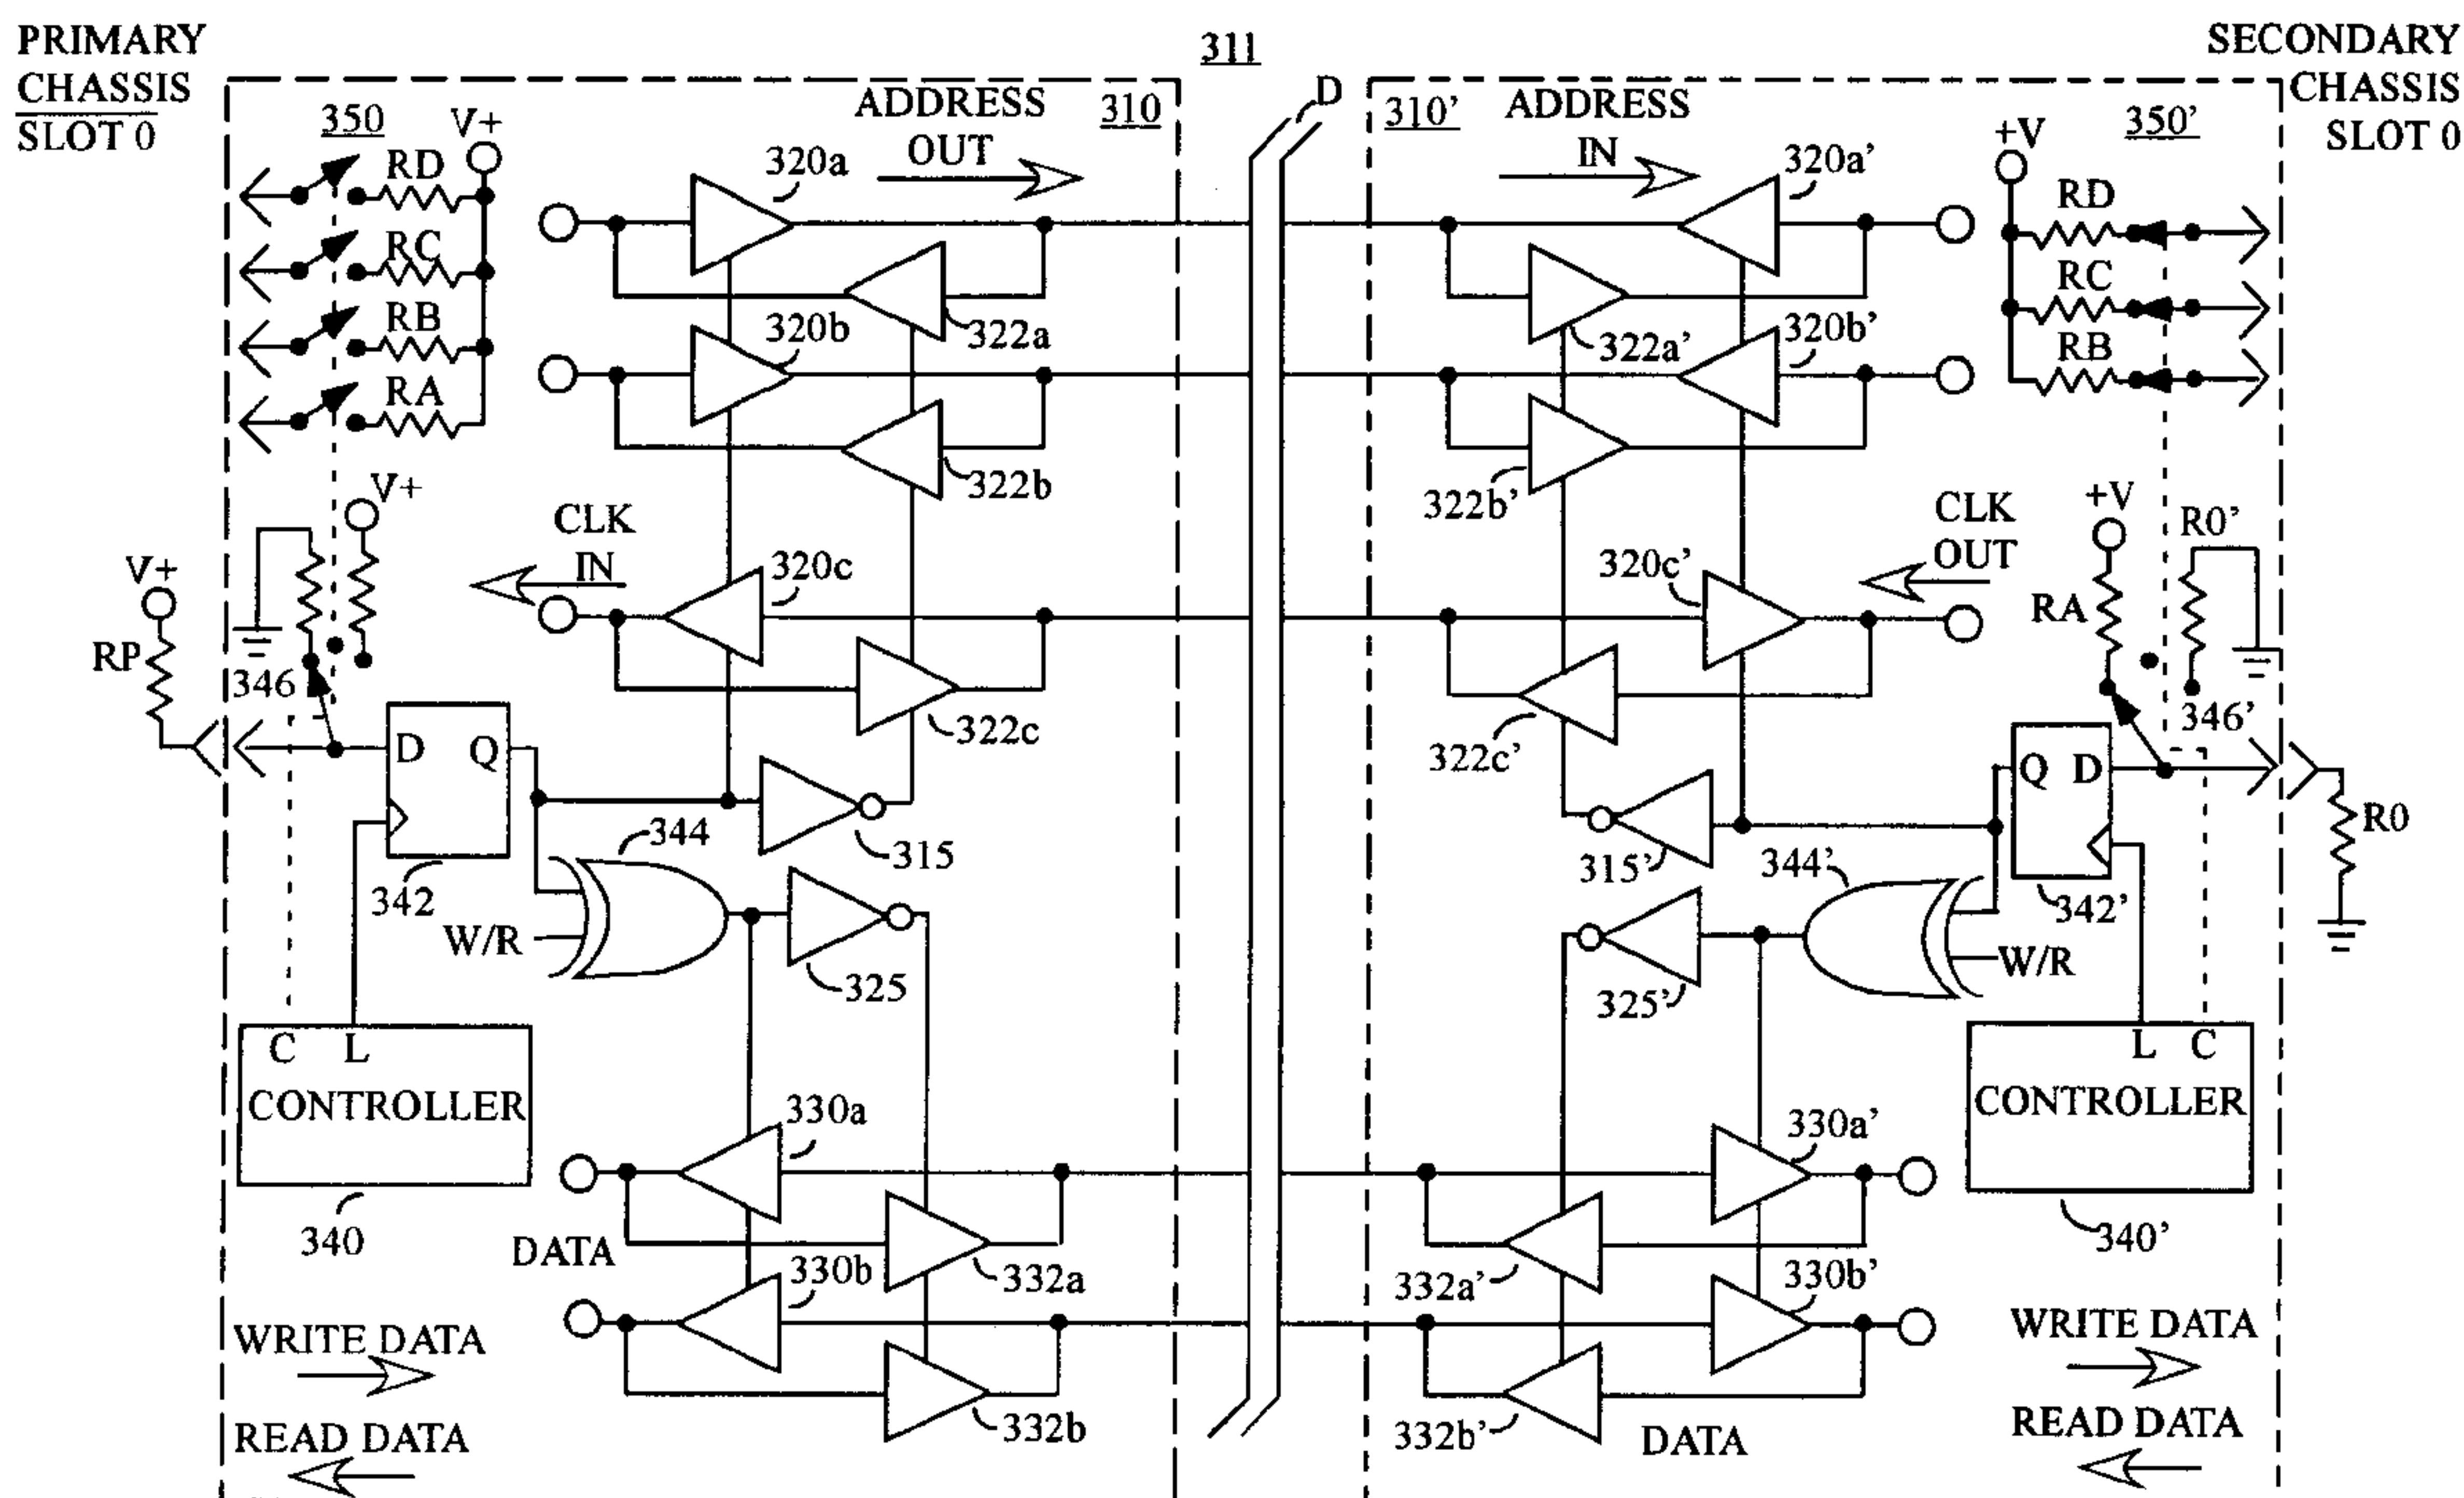 PRIMARY
CHASSIS
SLOT 0
311
SECONDARY
CHASSIS
SLOT 0
350
V+
RD
RC
RB
RA
ADDRESS
OUT
310
D
310'
ADDRESS
IN
+V
350'
RD
RC
RB
320a
322a
320b
322b
320a'
322a'
320b'
322b'
V+
V+
RP
346
CLK
IN
320c
322c
320c'
322c'
CLK
OUT
+V
RA
R0'
346'
R0
D
Q
342
344
W/R
315
325
315'
344'
325'
Q
D
342'
W/R
C
L
CONTROLLER
340
L
C
CONTROLLER
340'
DATA
330a
332a
330b
332b
330a'
332a'
330b'
332b'
DATA
WRITE DATA
READ DATA
WRITE DATA
READ DATA